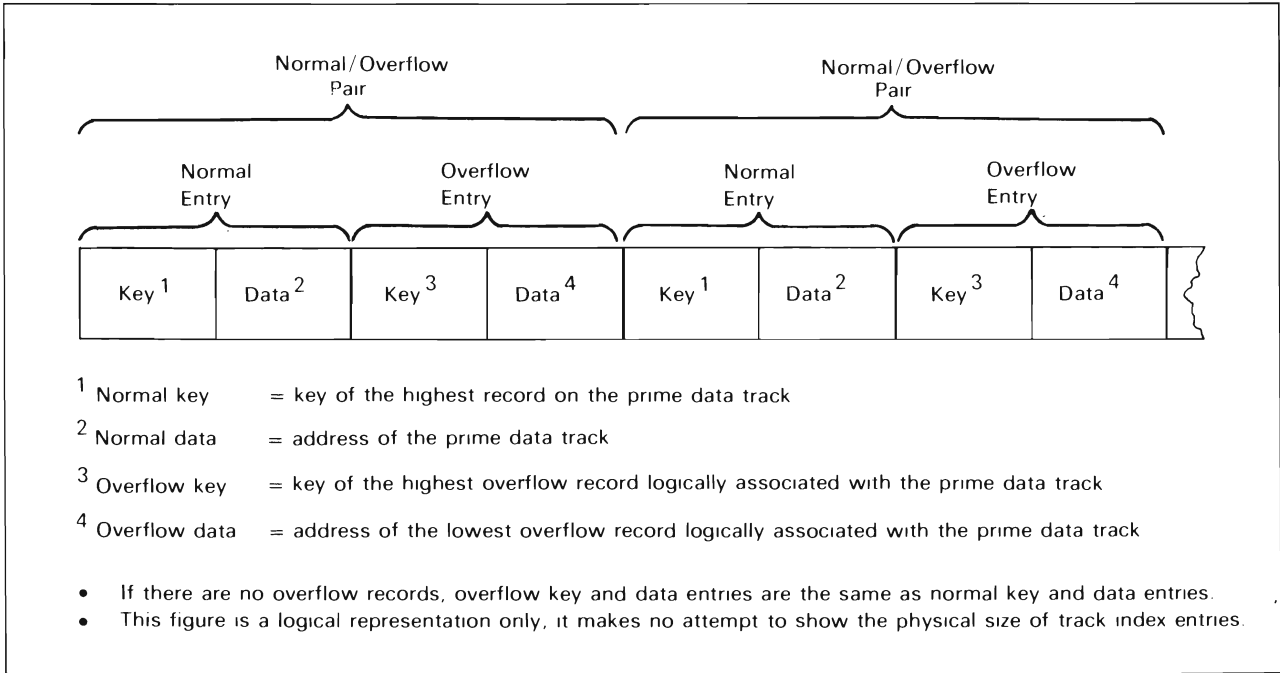 Normal/Overflow Pair
Normal/Overflow Pair
Normal Entry
Overflow Entry
Normal Entry
Overflow Entry
Key 1 Data 2 Key 3 Data 4 Key 1 Data 2 Key 3 Data 4
1 Normal key = key of the highest record on the prime data track
2 Normal data = address of the prime data track
3 Overflow key = key of the highest overflow record logically associated with the prime data track
4 Overflow data = address of the lowest overflow record logically associated with the prime data track
• If there are no overflow records, overflow key and data entries are the same as normal key and data entries.
• This figure is a logical representation only, it makes no attempt to show the physical size of track index entries.